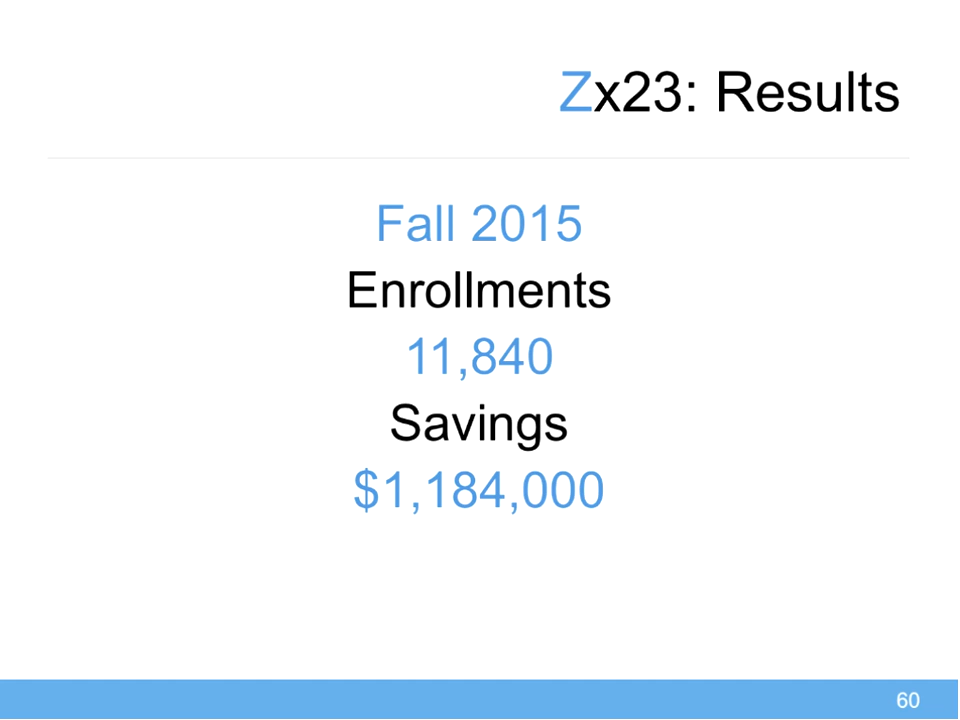 Zx23: Results
Fall 2015
Enrollments
11,840
Savings
$1,184,000
60